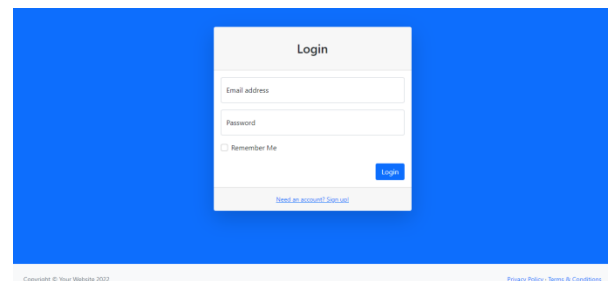 Login
Email address
Password
Remember Me
Login
Need an account? Sign up!
Copyright © Your Website 2022
Privacy Policy · Terms & Conditions